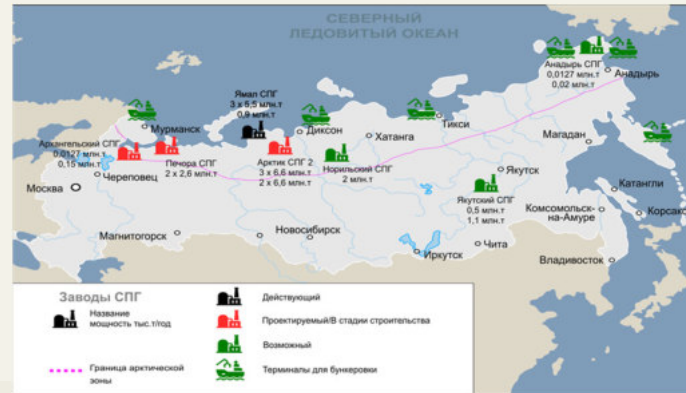 СЕВЕРНЫЙ
ЛЕДОВИТЫЙ ОКЕАН
Анадырь СПГ
0,0127 млн.т
0,02 млн.т
Анадырь
Ямал СПГ
3 x 5,5 млн.т
0,9 млн.т
Мурманск
Диксон
Тикси
Хатанга
Магадан
Архангельский СПГ
0,0127 млн.т
0,15 млн.т
Печора СПГ
2 x 2,6 млн.т
Арктик СПГ 2
3 x 6,6 млн.т
2 x 6,6 млн.т
Норильский СПГ
2 млн.т
Якутск
Якутский СПГ
0,5 млн.т
1,1 млн.т
Череповец
Москва
Катангли
Комсомольск-
на-Амуре
Корсако
Магнитогорск
Новосибирск
Иркутск
Чита
Владивосток
Заводы СПГ
Название
мощность тыс.т/год
Граница арктической
зоны
Действующий
Проектируемый/В стадии строительства
Возможный
Терминалы для бункеровки